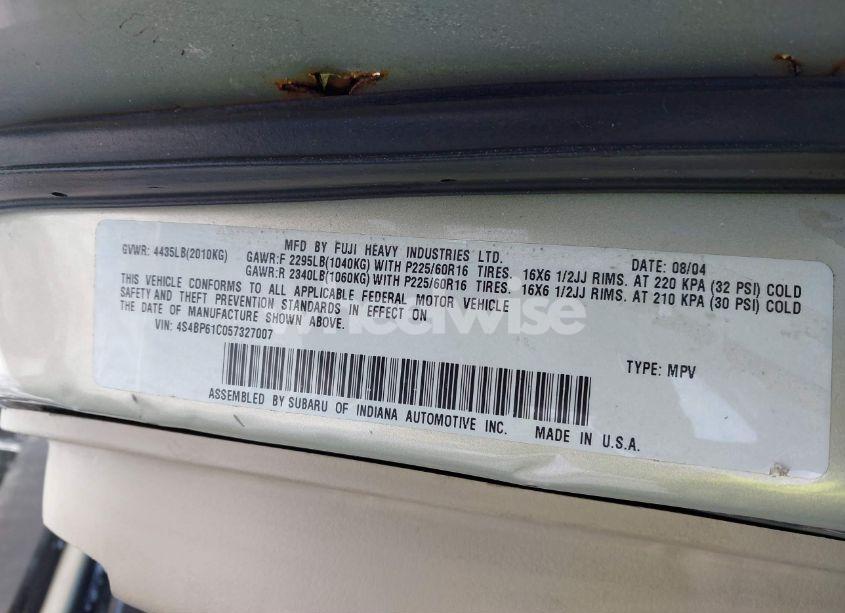 MFD BY FUJI HEAVY INDUSTRIES LTD. DATE: 08/04
GVWR: 4435LB(2010KG) GAWR:F 2295LB(1040KG) WITH P225/60R16 TIRES. 16X6 1/2JJ RIMS. AT 220 KPA (32 PSI) COLD
GAWR:R 2340LB(1060KG) WITH P225/60R16 TIRES. 16X6 1/2JJ RIMS. AT 210 KPA (30 PSI) COLD
THIS VEHICLE CONFORMS TO ALL APPLICABLE FEDERAL MOTOR VEHICLE
SAFETY AND THEFT PREVENTION STANDARDS IN EFFECT ON
THE DATE OF MANUFACTURE SHOWN ABOVE.
VIN: 4S4BP61C057327007
TYPE: MPV
wheelwise
ASSEMBLED BY SUBARU OF INDIANA AUTOMOTIVE INC. MADE IN U.S.A.